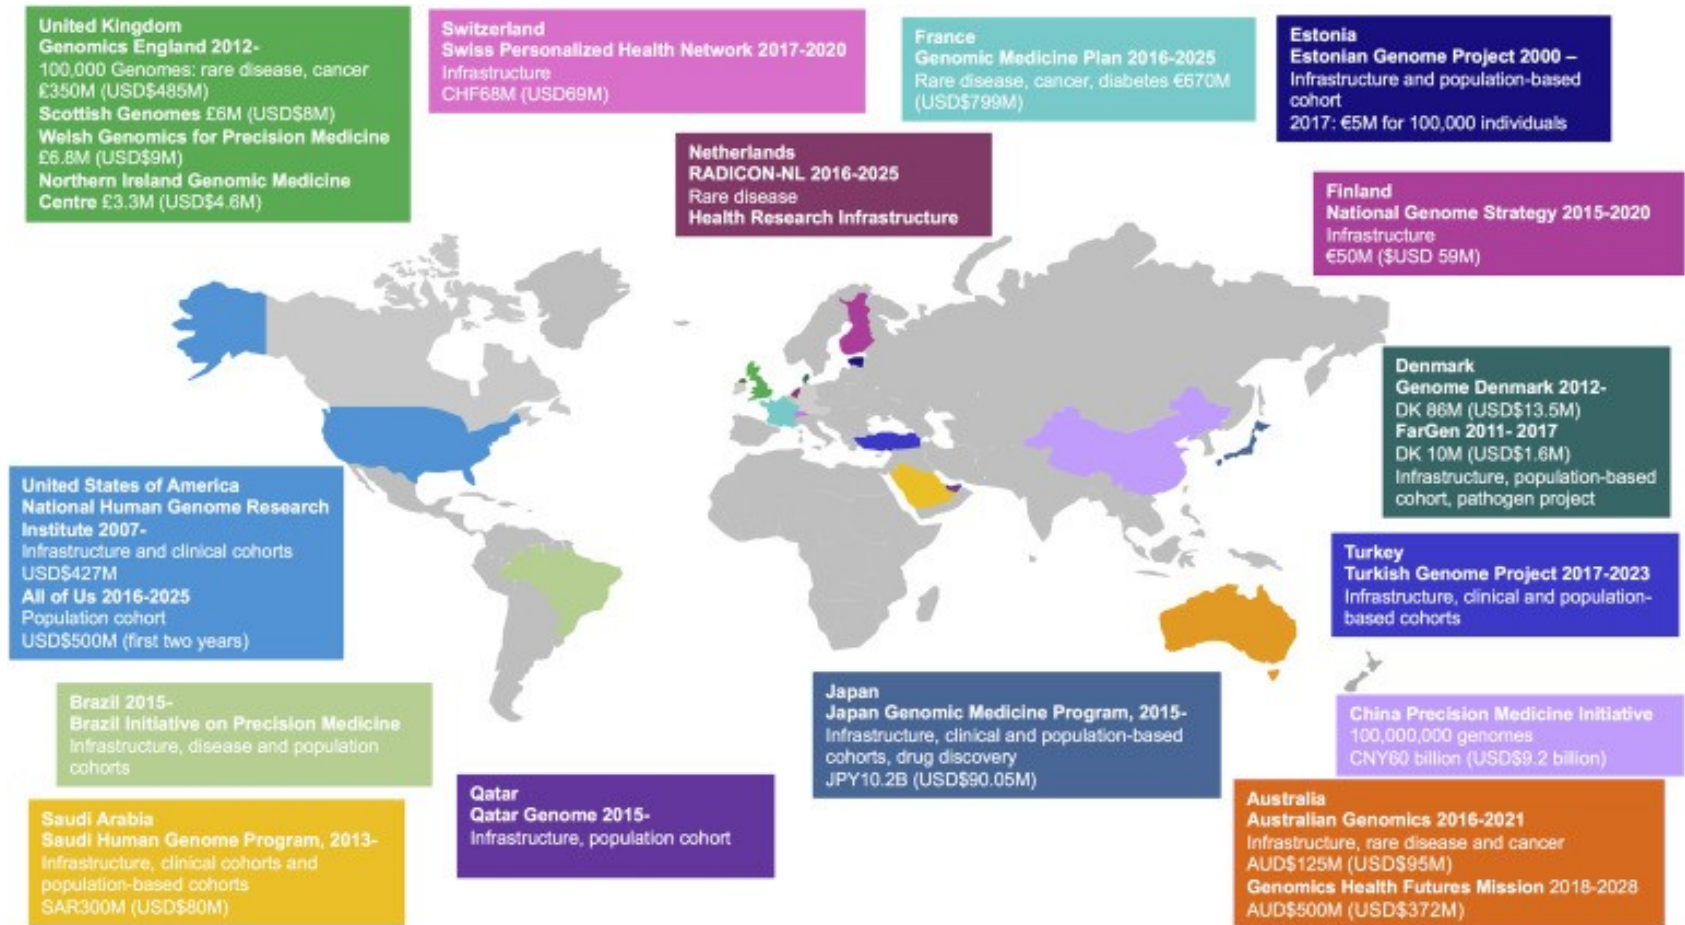 United Kingdom
Genomics England 2012-
100,000 Genomes: rare disease, cancer
£350M (USD$485M)
Scottish Genomes £6M (USD$8M)
Welsh Genomics for Precision Medicine
£6.8M (USD$9M)
Northern Ireland Genomic Medicine
Centre £3.3M (USD$4.6M)
Switzerland
Swiss Personalized Health Network 2017-2020
Infrastructure
CHF68M (USD69M)
France
Genomic Medicine Plan 2016-2025
Rare disease, cancer, diabetes €670M
(USD$799M)
Estonia
Estonian Genome Project 2000 –
Infrastructure and population-based
cohort
2017: €5M for 100,000 individuals
Netherlands
RADICON-NL 2016-2025
Rare disease
Health Research Infrastructure
Finland
National Genome Strategy 2015-2020
Infrastructure
€50M ($USD 59M)
Denmark
Genome Denmark 2012-
DK 86M (USD$13.5M)
FarGen 2011- 2017
DK 10M (USD$1.6M)
Infrastructure, population-based
cohort, pathogen project
United States of America
National Human Genome Research
Institute 2007-
Infrastructure and clinical cohorts
USD$427M
All of Us 2016-2025
Population cohort
USD$500M (first two years)
Turkey
Turkish Genome Project 2017-2023
Infrastructure, clinical and population-
based cohorts
Brazil 2015-
Brazil Initiative on Precision Medicine
Infrastructure, disease and population
cohorts
Japan
Japan Genomic Medicine Program, 2015-
Infrastructure, clinical and population-based
cohorts, drug discovery
JPY10.2B (USD$90.05M)
China Precision Medicine Initiative
100,000,000 genomes
CNY60 billion (USD$9.2 billion)
Qatar
Qatar Genome 2015-
Infrastructure, population cohort
Saudi Arabia
Saudi Human Genome Program, 2013-
Infrastructure, clinical cohorts and
population-based cohorts
SAR300M (USD$80M)
Australia
Australian Genomics 2016-2021
Infrastructure, rare disease and cancer
AUD$125M (USD$95M)
Genomics Health Futures Mission 2018-2028
AUD$500M (USD$372M)